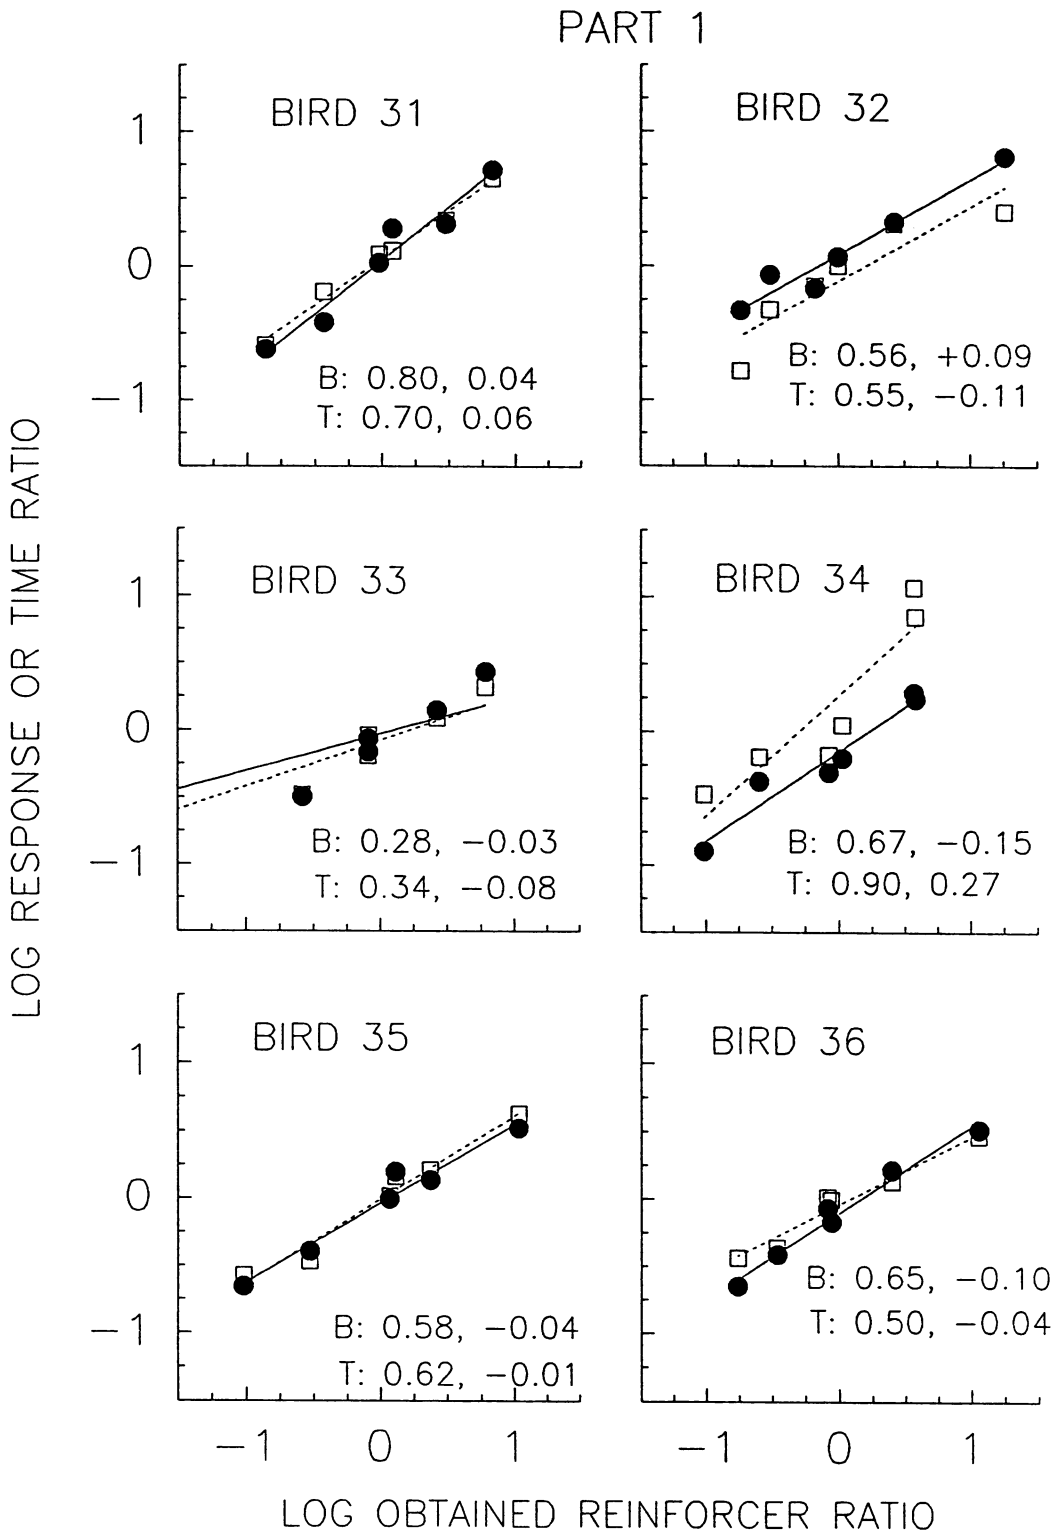 PART 1
BIRD 31
1
0
−1
B: 0.80, 0.04
T: 0.70, 0.06
BIRD 32
B: 0.56, +0.09
T: 0.55, −0.11
BIRD 33
1
0
−1
B: 0.28, −0.03
T: 0.34, −0.08
BIRD 34
B: 0.67, −0.15
T: 0.90, 0.27
BIRD 35
1
0
−1
B: 0.58, −0.04
T: 0.62, −0.01
BIRD 36
B: 0.65, −0.10
T: 0.50, −0.04
−1 0 1
−1 0 1
LOG RESPONSE OR TIME RATIO
LOG OBTAINED REINFORCER RATIO